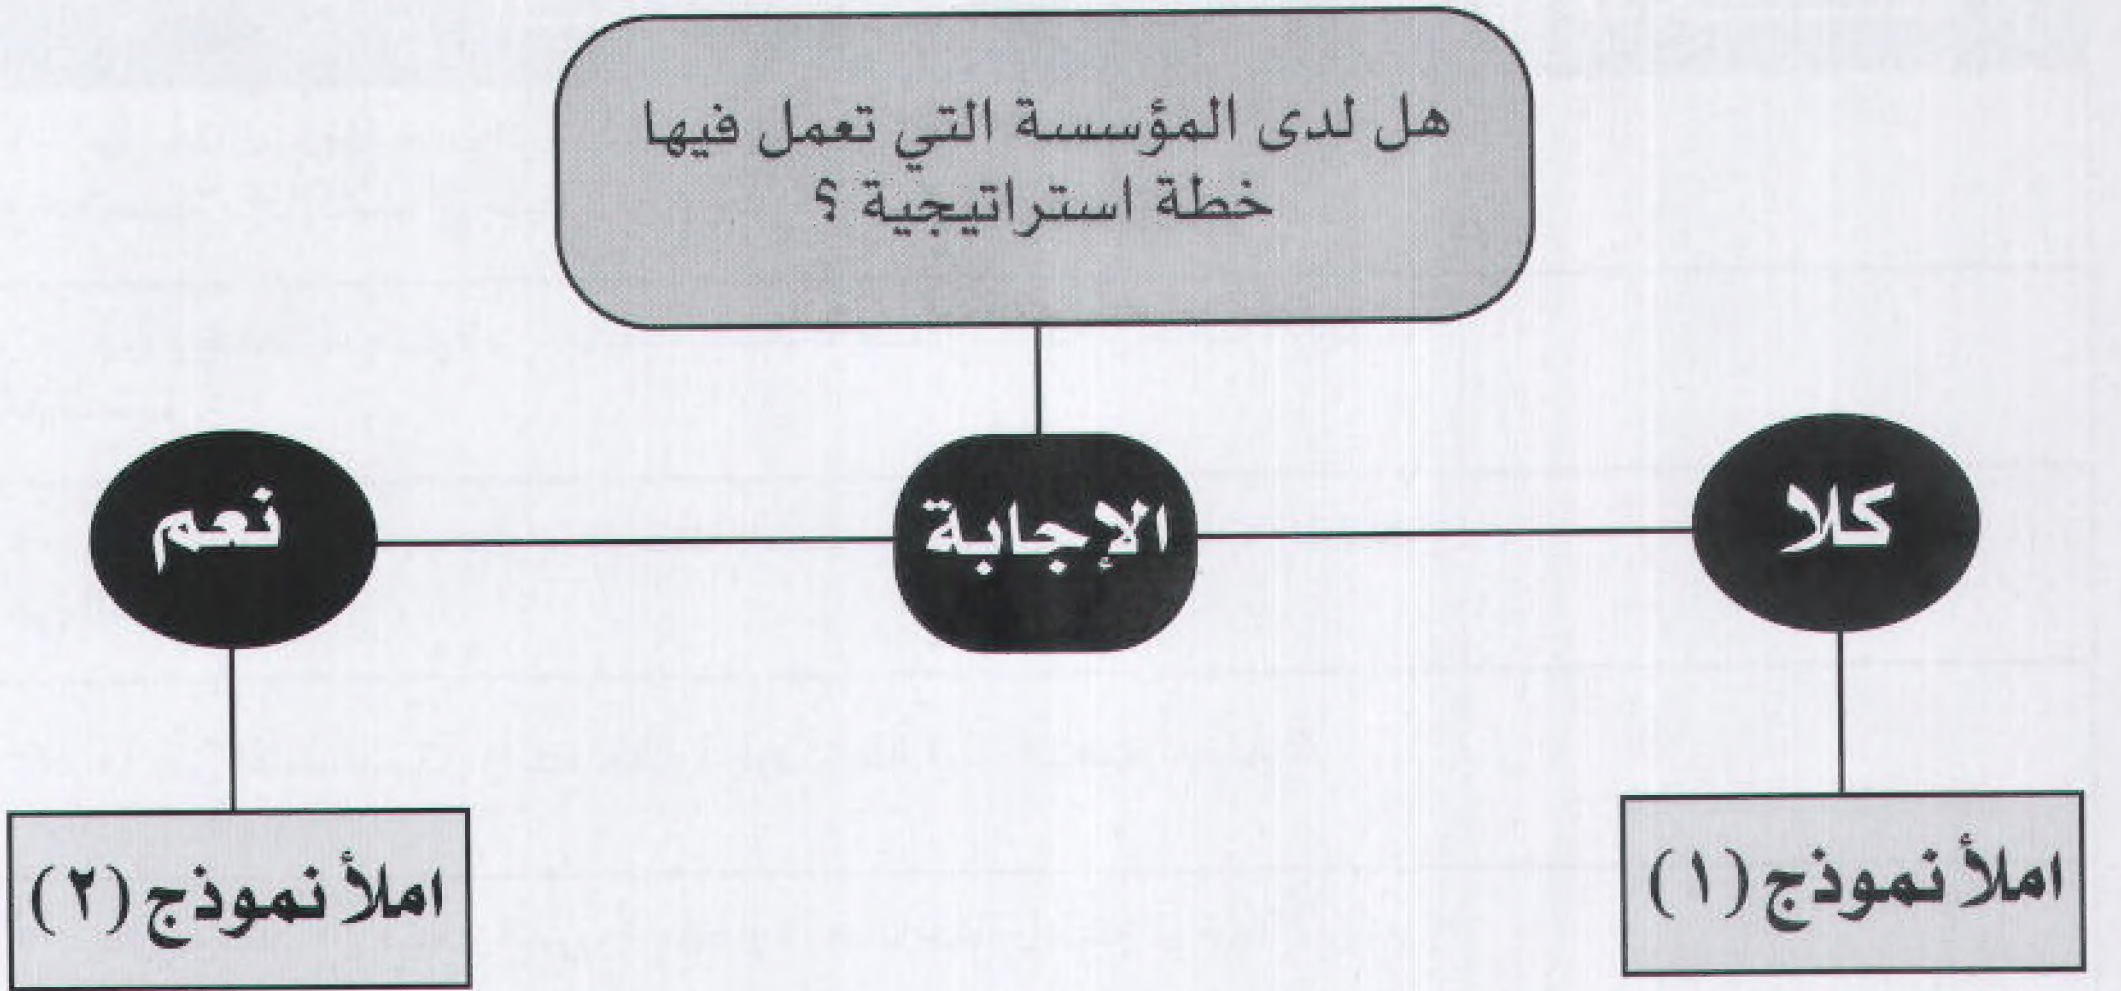 هل لدى المؤسسة التي تعمل فيها
خطة استراتيجية ؟
كلا
الإجابة
نعم
املأ نموذج (١)
املأ نموذج (٢)